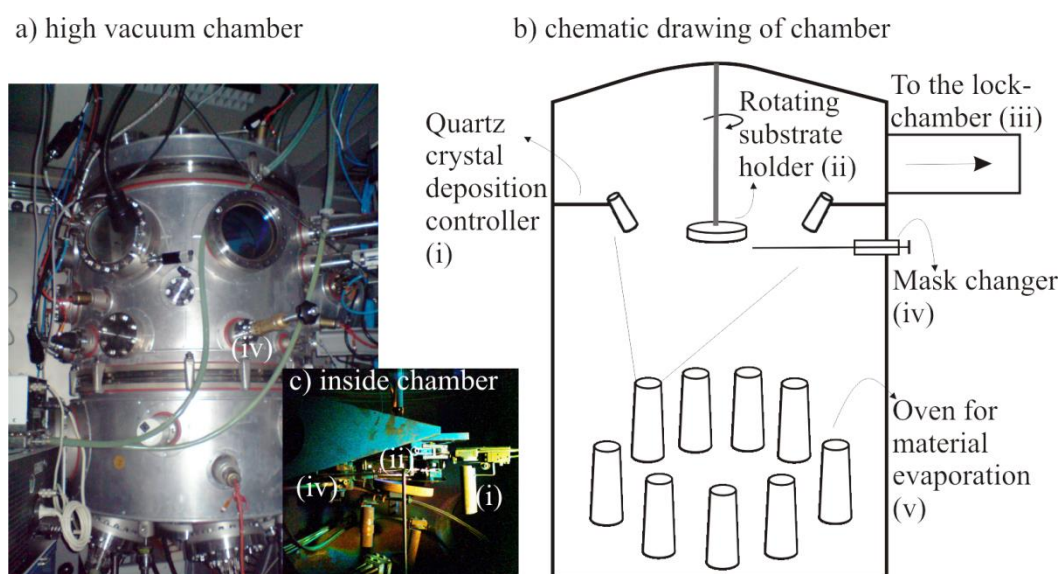 a) high vacuum chamber
(iv)
c) inside chamber
(ii)
(iv)
(i)
b) chematic drawing of chamber
Quartz
crystal
deposition
controller
(i)
Rotating
substrate
holder (ii)
To the lock-
chamber (iii)
Mask changer
(iv)
Oven for
material
evaporation
(v)